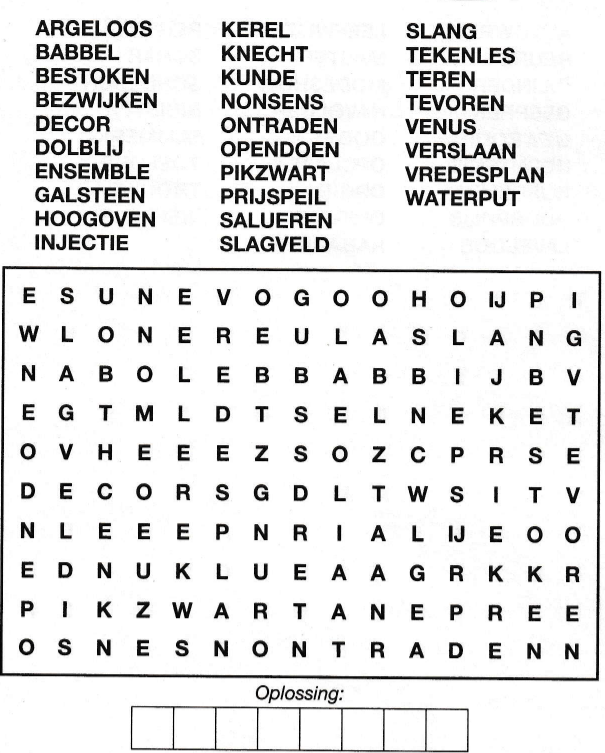 ARGELOOS
BABBEL
BESTOKEN
BEZWIJKEN
DECOR
DOLBLIJ
ENSEMBLE
GALSTEEN
HOOGOVEN
INJECTIE
KEREL
KNECHT
KUNDE
NONSENS
ONTRADEN
OPENDOEN
PIKZWART
PRIJSPEIL
SALUEREN
SLAGVELD
SLANG
TEKENLES
TEREN
TEVOREN
VENUS
VERSLAAN
VREDESPLAN
WATERPUT
E S U N E V O G O O H O IJ P I
W L O N E R E U L A S L A N G
N A B O L E B B A B B I J B V
E G T M L D T S E L N E K E T
O V H E E E Z S O Z C P R S E
D E C O R S G D L T W S I T V
N L E E E P N R I A L IJ E O O
E D N U K L U E A A G R K K R
P I K Z W A R T A N E P R E E
O S N E S N O N T R A D E N N
Oplossing: